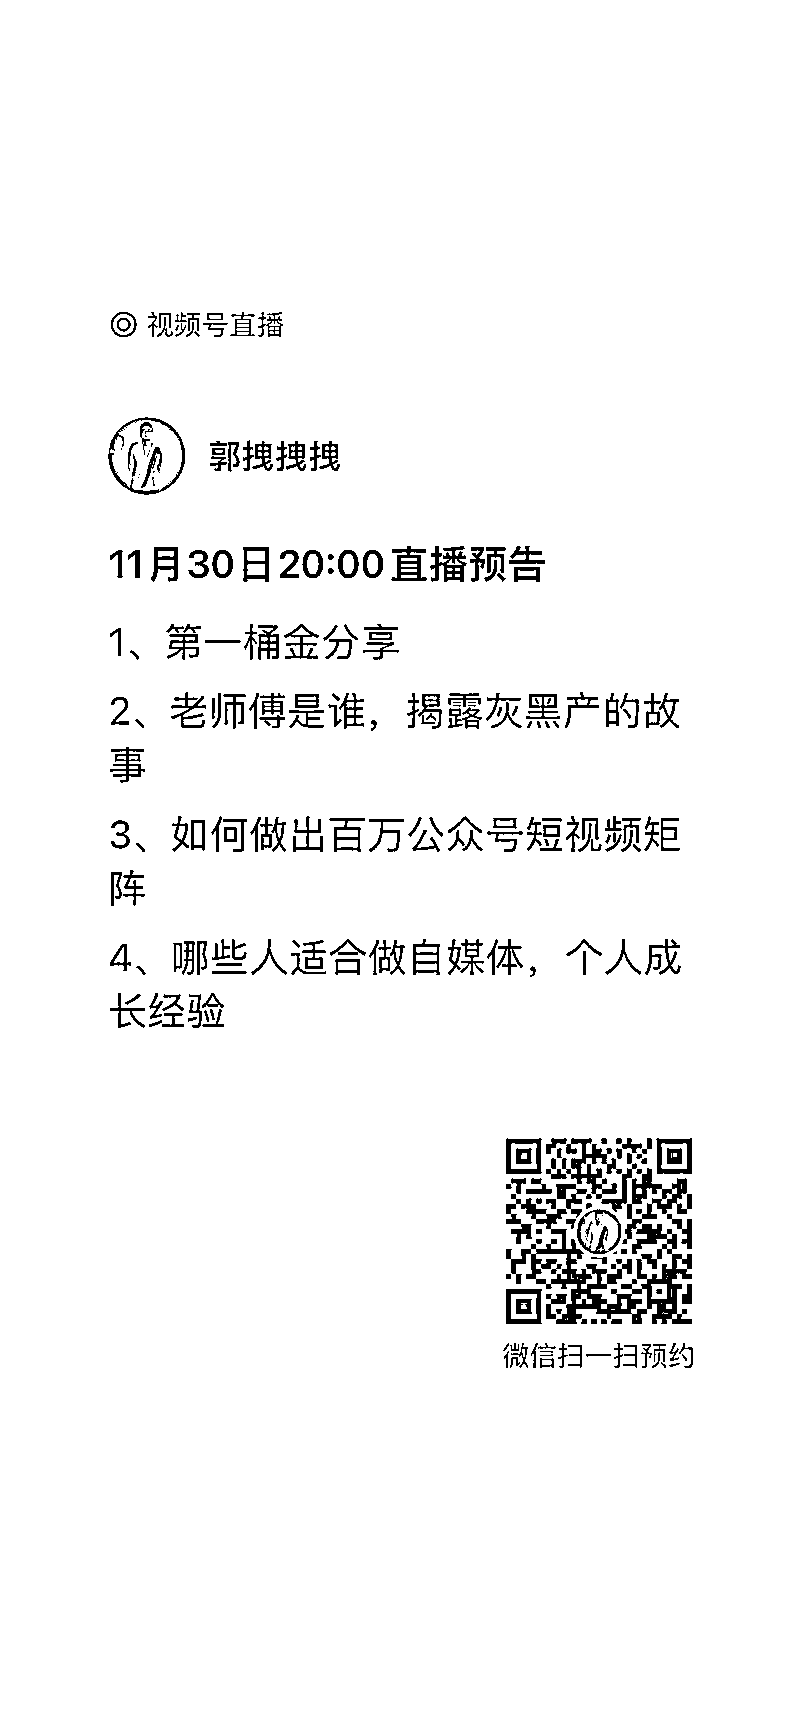 视频号直播
郭拽拽拽
11月30日20:00直播预告
1、第一桶金分享
2、老师傅是谁，揭露灰黑产的故
事
3、如何做出百万公众号短视频矩
阵
4、哪些人适合做自媒体，个人成
长经验
微信扫一扫预约